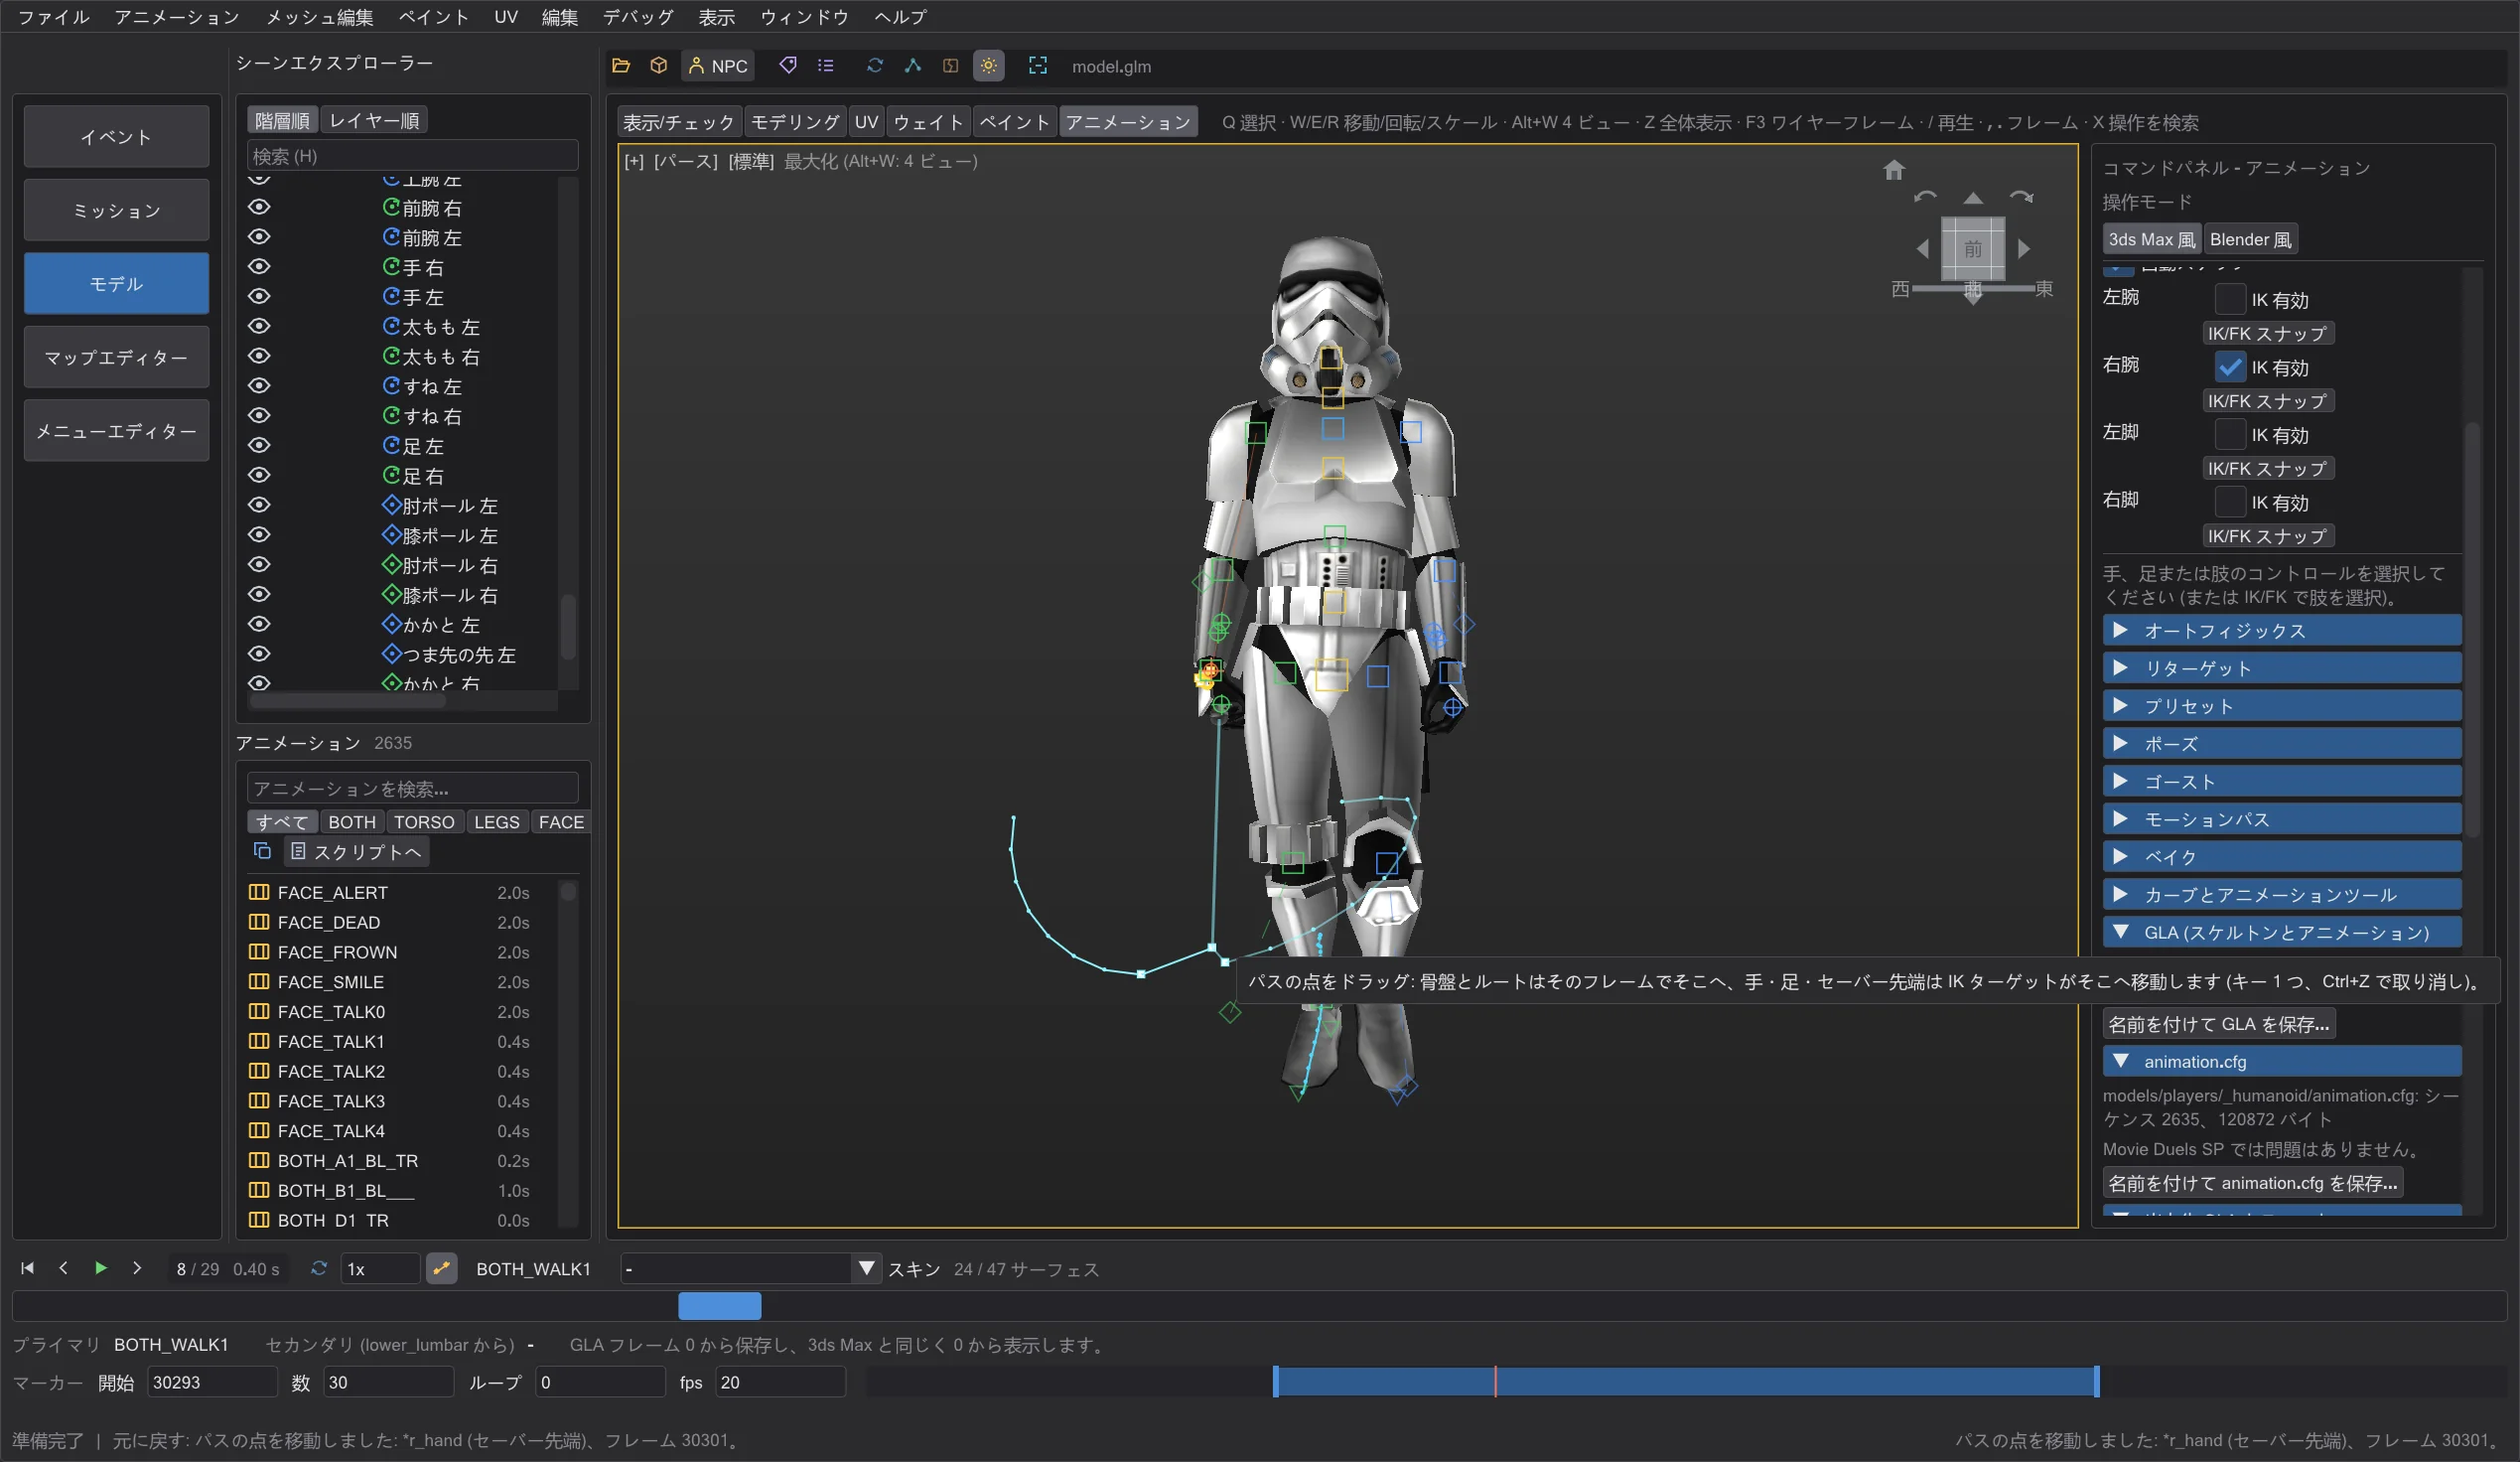 ファイル アニメーション メッシュ編集 ペイント UV 編集 デバッグ 表示 ウィンドウ ヘルプ
シーンエクスプローラー
NPC model.glm
イベント
ミッション
モデル
マップエディター
メニューエディター
階層順 レイヤー順
検索 (H)
上腕 左
前腕 右
前腕 左
手 右
手 左
太もも 左
太もも 右
すね 左
すね 右
足 左
足 右
肘ポール 左
膝ポール 左
肘ポール 右
膝ポール 右
かかと 左
つま先の先 左
かかと 右
アニメーション 2635
アニメーションを検索...
すべて BOTH TORSO LEGS FACE
スクリプトへ
FACE_ALERT 2.0s
FACE_DEAD 2.0s
FACE_FROWN 2.0s
FACE_SMILE 2.0s
FACE_TALK0 2.0s
FACE_TALK1 0.4s
FACE_TALK2 0.4s
FACE_TALK3 0.4s
FACE_TALK4 0.4s
BOTH_A1_BL_TR 0.2s
BOTH_B1_BL___ 1.0s
BOTH_D1_TR 0.0s
表示/チェック モデリング UV ウェイト ペイント アニメーション Q 選択 · W/E/R 移動/回転/スケール · Alt+W 4 ビュー · Z 全体表示 · F3 ワイヤーフレーム · / 再生 · , . フレーム · X 操作を検索
[+] [パース] [標準] 最大化 (Alt+W: 4 ビュー)
前
西 北 東
パスの点をドラッグ: 骨盤とルートはそのフレームでそこへ、手・足・セーバー先端は IK ターゲットがそこへ移動します (キー 1 つ、Ctrl+Z で取り消し)。
コマンドパネル - アニメーション
操作モード
3ds Max 風 Blender 風
自動スナップ
左腕 IK 有効
IK/FK スナップ
右腕 IK 有効
IK/FK スナップ
左脚 IK 有効
IK/FK スナップ
右脚 IK 有効
IK/FK スナップ
手、足または肢のコントロールを選択して
ください (または IK/FK で肢を選択)。
オートフィジックス
リターゲット
プリセット
ポーズ
ゴースト
モーションパス
ベイク
カーブとアニメーションツール
GLA (スケルトンとアニメーション)
名前を付けて GLA を保存...
animation.cfg
models/players/_humanoid/animation.cfg: シー
ケンス 2635、120872 バイト
Movie Duels SP では問題はありません。
名前を付けて animation.cfg を保存...
8 / 29 0.40 s 1x BOTH_WALK1 - スキン 24 / 47 サーフェス
プライマリ BOTH_WALK1 セカンダリ (lower_lumbar から) - GLA フレーム 0 から保存し、3ds Max と同じく 0 から表示します。
マーカー 開始 30293 数 30 ループ 0 fps 20
準備完了 | 元に戻す: パスの点を移動しました: *r_hand (セーバー先端)、フレーム 30301。
パスの点を移動しました: *r_hand (セーバー先端)、フレーム 30301。